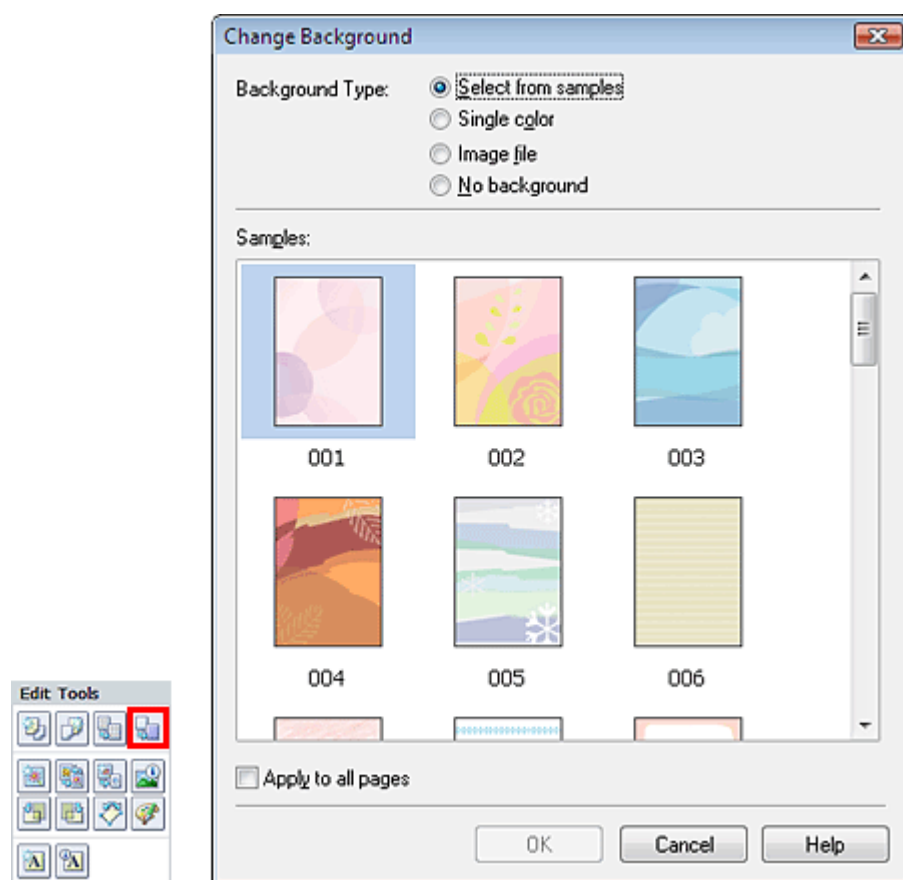 Change Background
Background Type:
Select from samples
Single color
Image file
No background
Samples:
001 002 003
004 005 006
Apply to all pages
OK Cancel Help
Edit Tools
A A